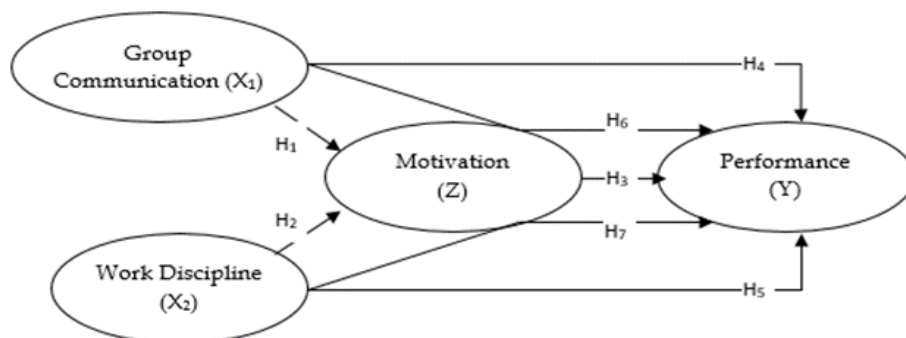 Group
Communication (X₁)
H₄
H₁
H₆
Motivation
(Z)
H₃
Performance
(Y)
H₂
H₇
Work Discipline
(X₂)
H₅